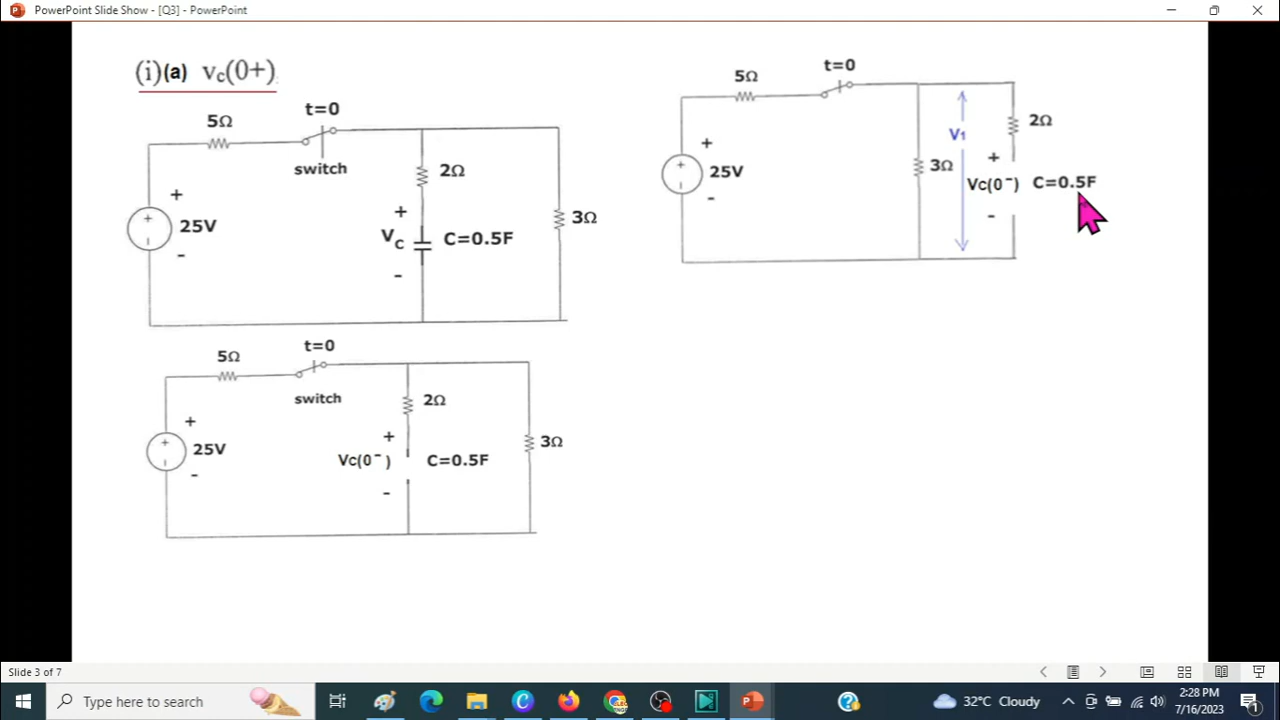 PowerPoint Slide Show - [Q3] - PowerPoint
(i)(a) vc(0+)
5Ω
t=0
switch
2Ω
+
25V
-
+
Vc
-
C=0.5F
3Ω
5Ω
t=0
V1
3Ω
2Ω
+
25V
-
+
Vc(0⁻)
-
C=0.5F
5Ω
t=0
switch
2Ω
+
25V
-
+
Vc(0⁻)
-
C=0.5F
3Ω
Slide 3 of 7
Type here to search
32°C Cloudy
2:28 PM
7/16/2023